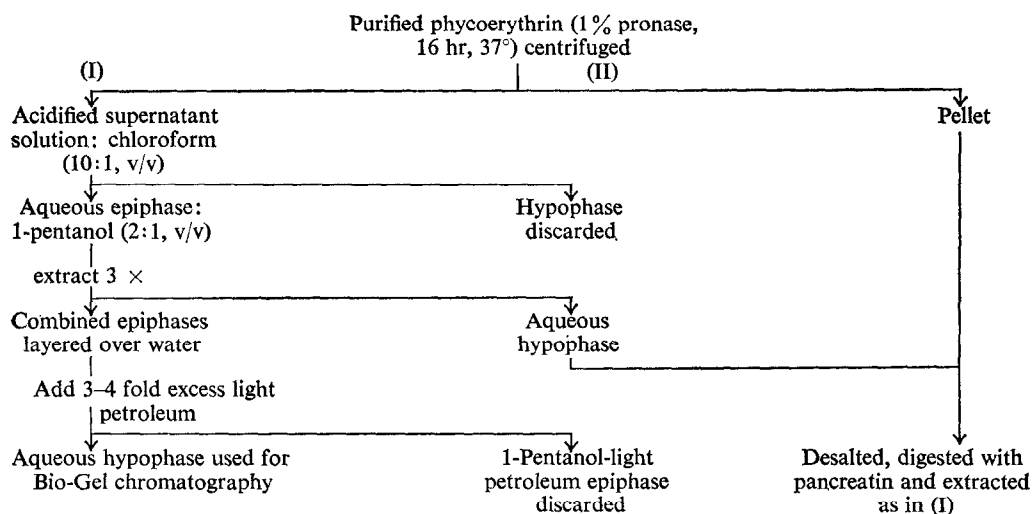 Purified phycoerythrin (1% pronase,
16 hr, 37°) centrifuged
(I)
(II)
Acidified supernatant
solution: chloroform
(10:1, v/v)
Pellet
Aqueous epiphase:
1-pentanol (2:1, v/v)
Hypophase
discarded.
extract 3 ×
Combined epiphases
layered over water
Aqueous
hypophase
Add 3–4 fold excess light
petroleum
Aqueous hypophase used for
Bio-Gel chromatography
1-Pentanol-light
petroleum epiphase
discarded
Desalted, digested with
pancreatin and extracted
as in (I)